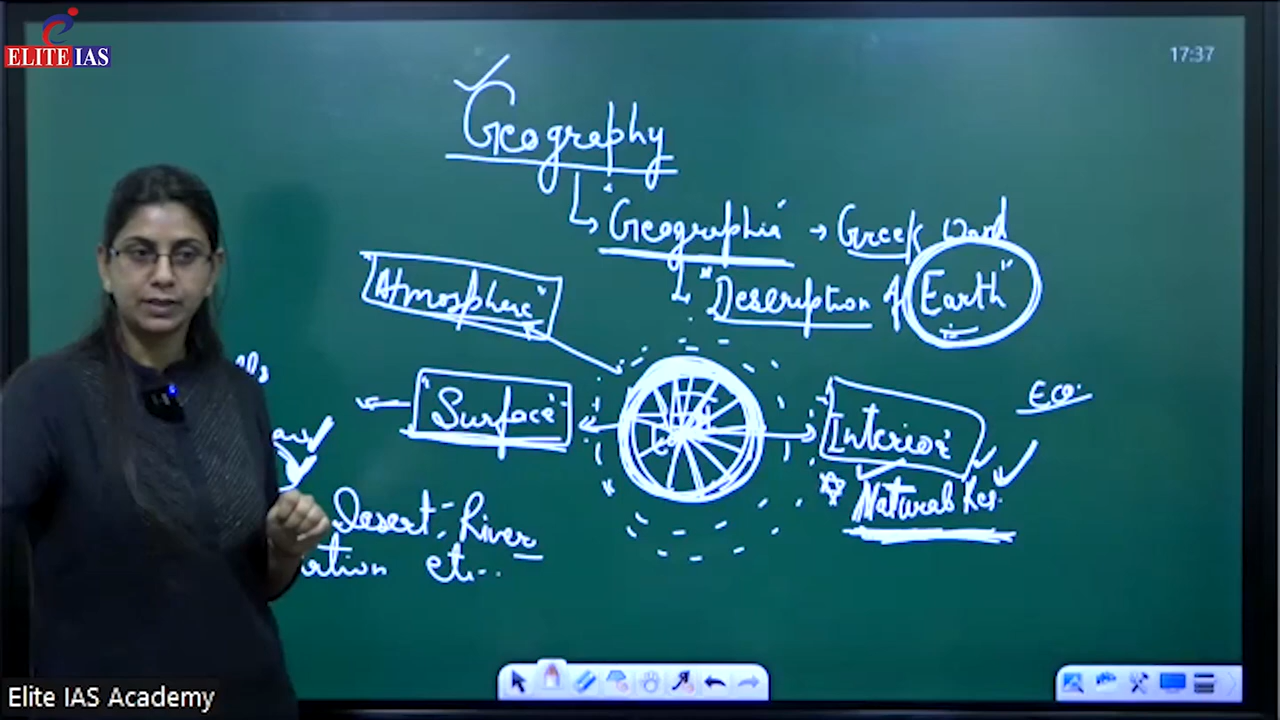 ELITE IAS
17:37
Geography
"Geographia" → Greek Word
"Description of Earth"
"Atmosphere"
"Surface"
"Interior"
Eco.
Natural Res.
Desert, River
etc...
Elite IAS Academy